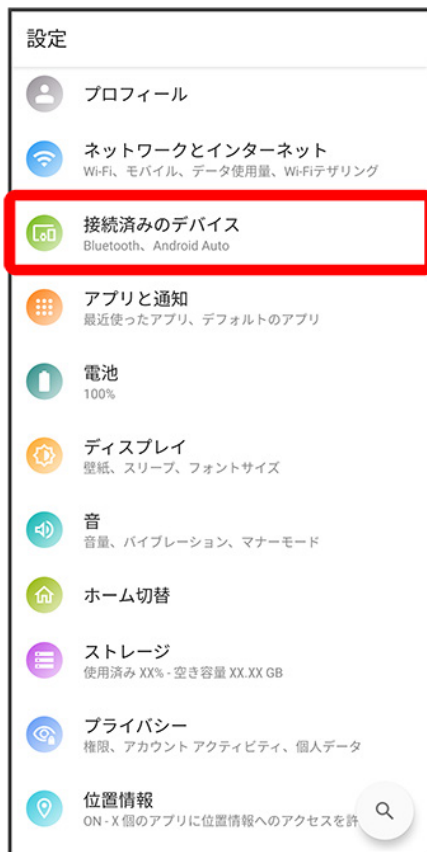 設定
プロフィール
ネットワークとインターネット
Wi-Fi、モバイル、データ使用量、Wi-Fiテザリング
接続済みのデバイス
Bluetooth、Android Auto
アプリと通知
最近使ったアプリ、デフォルトのアプリ
電池
100%
ディスプレイ
壁紙、スリープ、フォントサイズ
音
音量、バイブレーション、マナーモード
ホーム切替
ストレージ
使用済み XX% - 空き容量 XX.XX GB
プライバシー
権限、アカウント アクティビティ、個人データ
位置情報
ON - X 個のアプリに位置情報へのアクセスを許